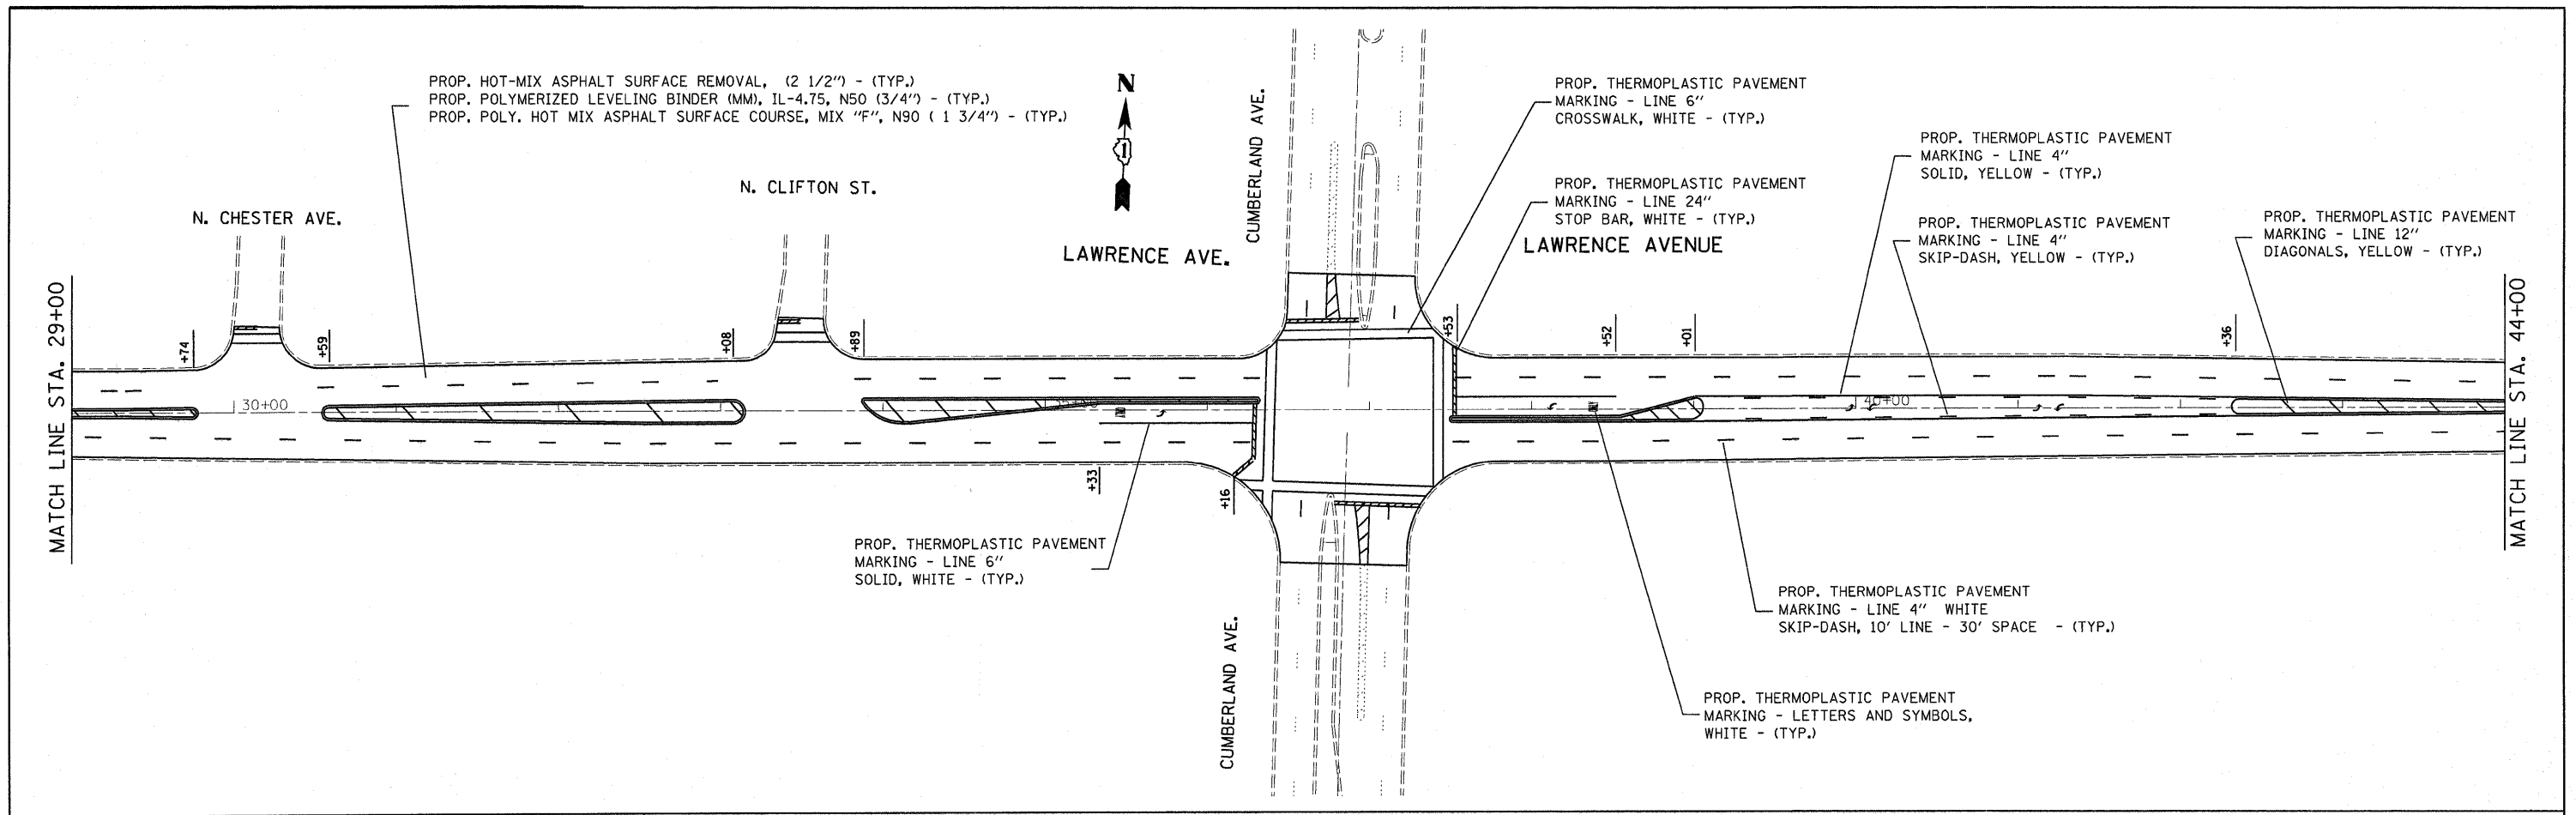 PROP. HOT-MIX ASPHALT SURFACE REMOVAL, (2 1/2") - (TYP.)
PROP. POLYMERIZED LEVELING BINDER (MM), IL-4.75, N50 (3/4") - (TYP.)
PROP. POLY. HOT MIX ASPHALT SURFACE COURSE, MIX "F", N90 ( 1 3/4") - (TYP.)
N
1
CUMBERLAND AVE.
PROP. THERMOPLASTIC PAVEMENT
MARKING - LINE 6"
CROSSWALK, WHITE - (TYP.)
PROP. THERMOPLASTIC PAVEMENT
MARKING - LINE 4"
SOLID, YELLOW - (TYP.)
N. CHESTER AVE.
N. CLIFTON ST.
LAWRENCE AVE.
PROP. THERMOPLASTIC PAVEMENT
MARKING - LINE 24"
STOP BAR, WHITE - (TYP.)
LAWRENCE AVENUE
PROP. THERMOPLASTIC PAVEMENT
MARKING - LINE 4"
SKIP-DASH, YELLOW - (TYP.)
PROP. THERMOPLASTIC PAVEMENT
MARKING - LINE 12"
DIAGONALS, YELLOW - (TYP.)
MATCH LINE STA. 29+00
+74
+59
+08
+89
+53
+52
+01
+36
MATCH LINE STA. 44+00
30+00
40+00
+33
+16
PROP. THERMOPLASTIC PAVEMENT
MARKING - LINE 6"
SOLID, WHITE - (TYP.)
CUMBERLAND AVE.
PROP. THERMOPLASTIC PAVEMENT
MARKING - LINE 4" WHITE
SKIP-DASH, 10' LINE - 30' SPACE - (TYP.)
PROP. THERMOPLASTIC PAVEMENT
MARKING - LETTERS AND SYMBOLS,
WHITE - (TYP.)